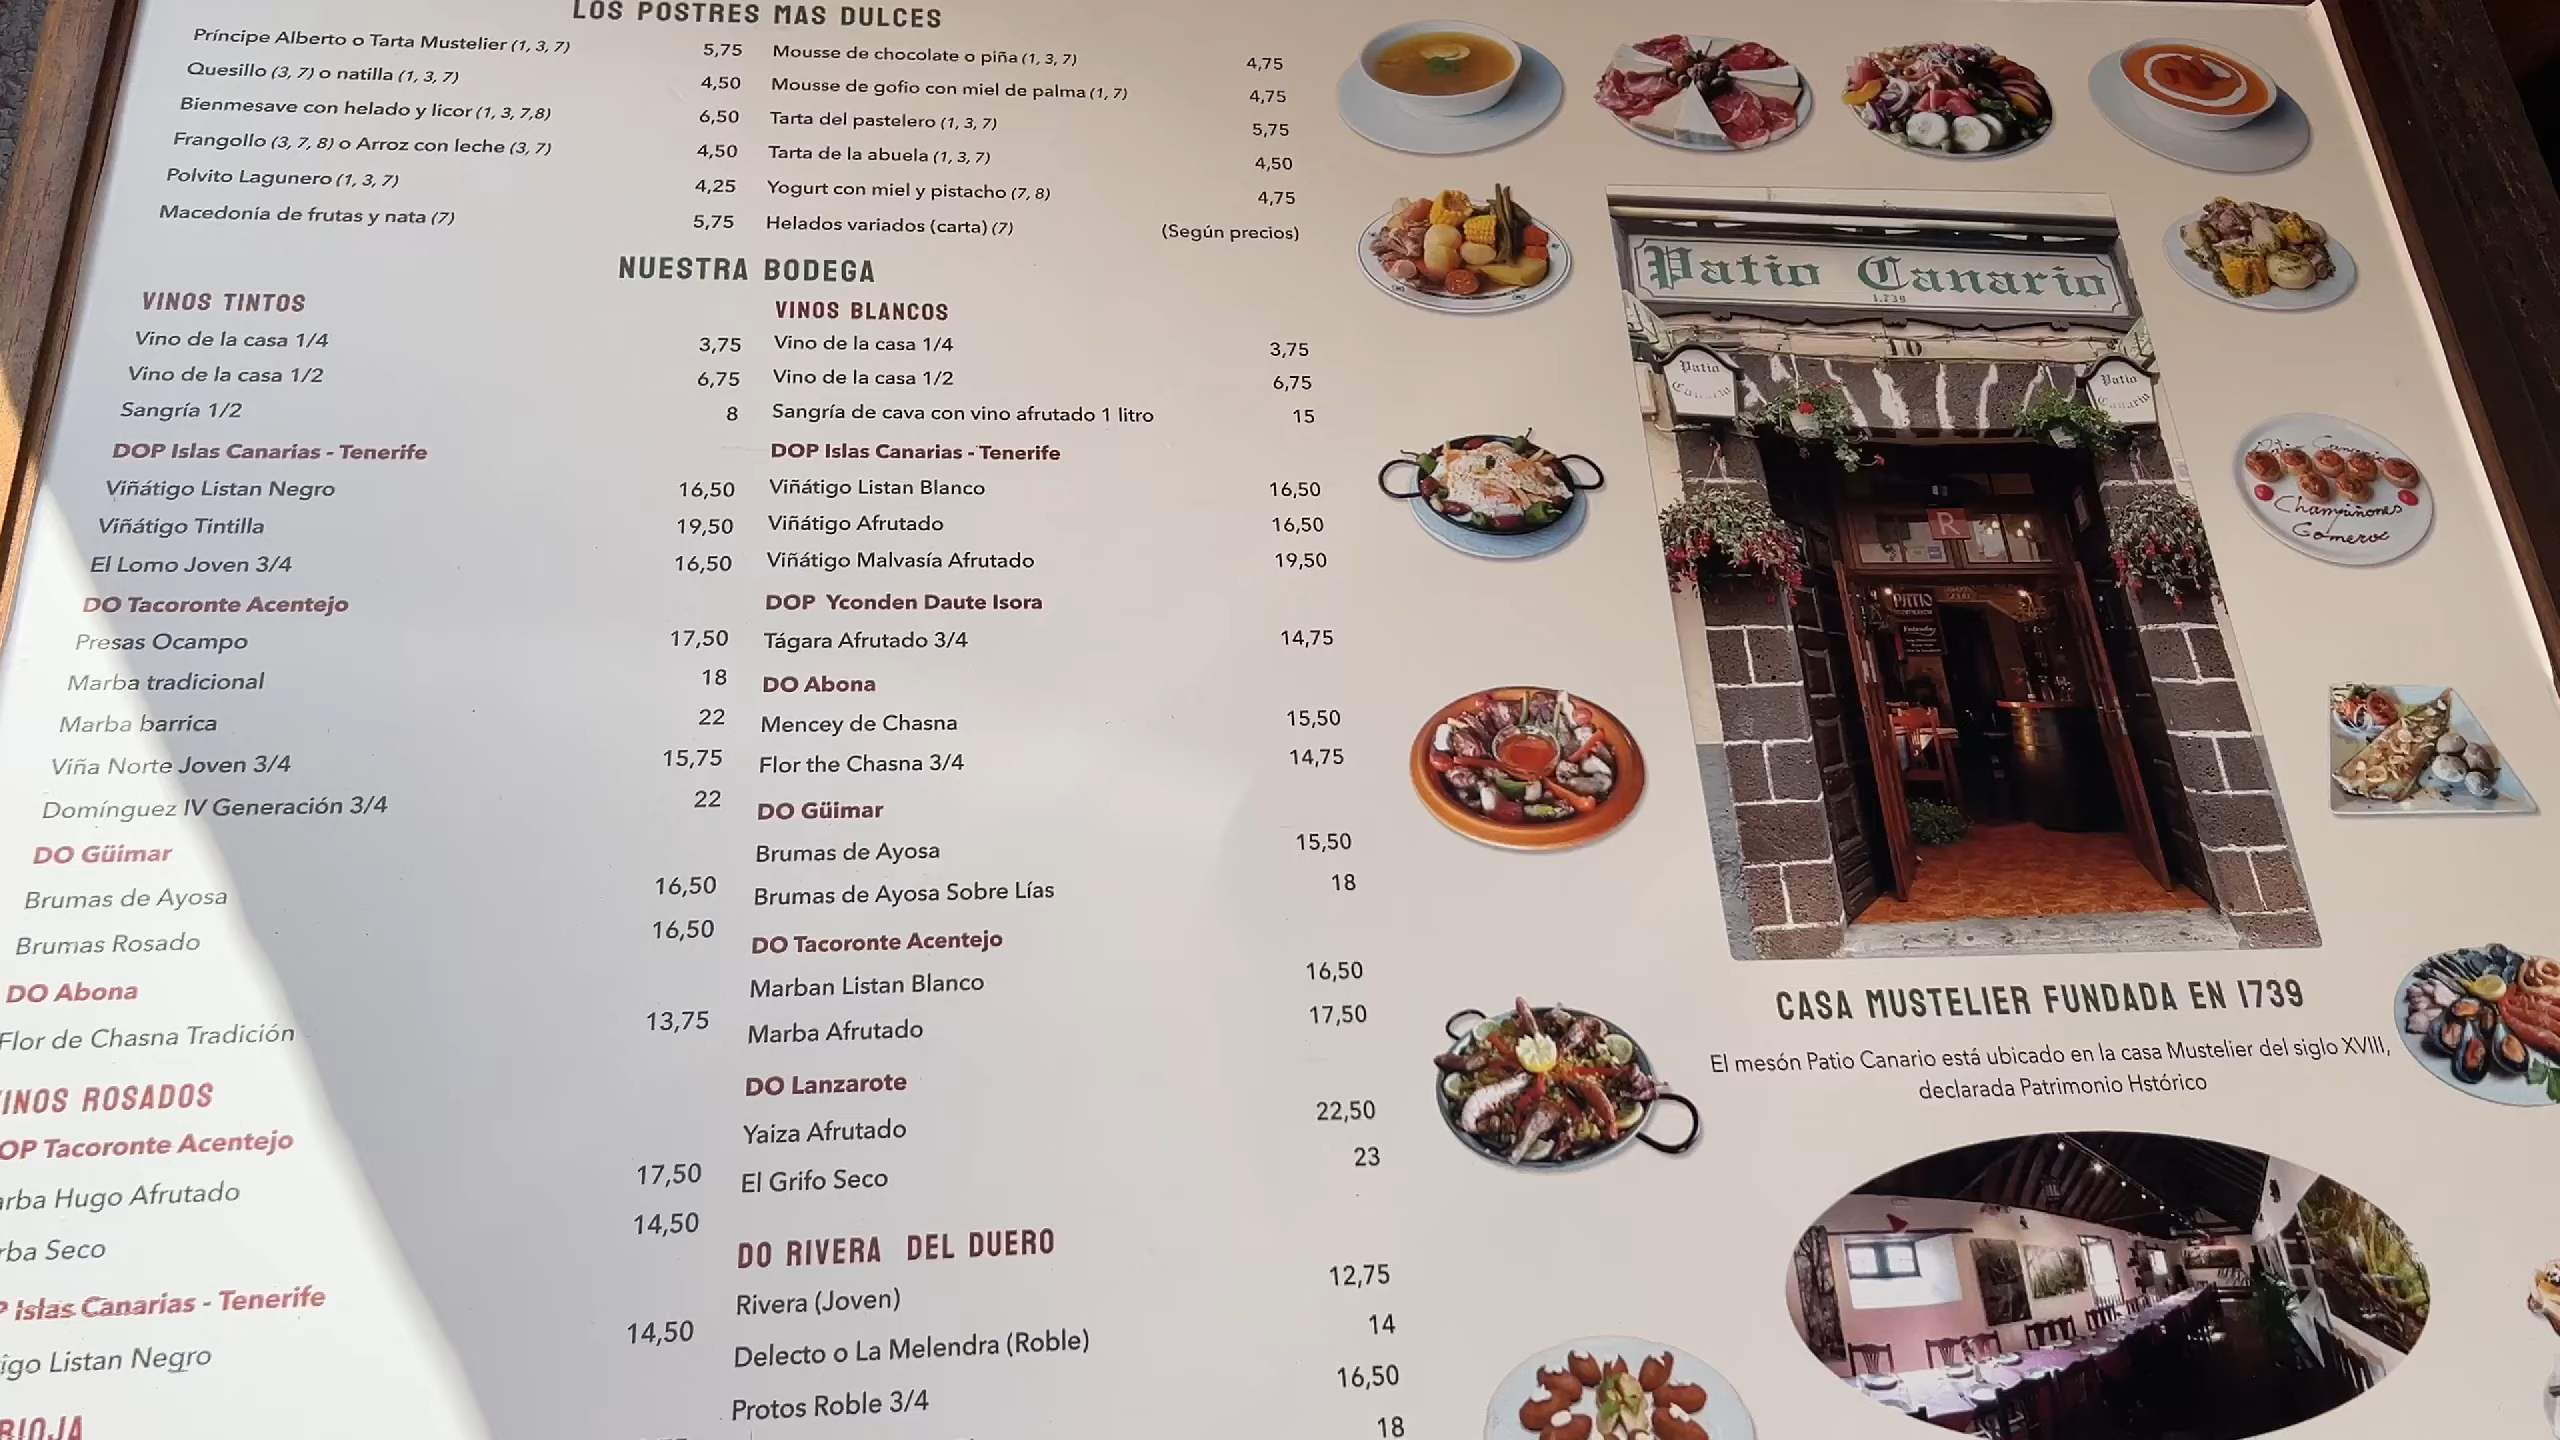 LOS POSTRES MAS DULCES
Príncipe Alberto o Tarta Mustelier (1, 3, 7) 5,75
Quesillo (3, 7) o natilla (1, 3, 7) 4,50
Bienmesave con helado y licor (1, 3, 7,8) 6,50
Frangollo (3, 7, 8) o Arroz con leche (3, 7) 4,50
Polvito Lagunero (1, 3, 7) 4,25
Macedonia de frutas y nata (7) 5,75
Mousse de chocolate o piña (1, 3, 7) 4,75
Mousse de gofio con miel de palma (1, 7) 4,75
Tarta del pastelero (1, 3, 7) 5,75
Tarta de la abuela (1, 3, 7) 4,50
Yogurt con miel y pistacho (7, 8) 4,75
Helados variados (carta) (7) (Según precios)
NUESTRA BODEGA
VINOS TINTOS
Vino de la casa 1/4 3,75
Vino de la casa 1/2 6,75
Sangría 1/2 8
DOP Islas Canarias - Tenerife
Viñátigo Listan Negro 16,50
Viñátigo Tintilla 19,50
El Lomo Joven 3/4 16,50
DO Tacoronte Acentejo
Presas Ocampo 17,50
Marba tradicional 18
Marba barrica 22
Viña Norte Joven 3/4 15,75
Domínguez IV Generación 3/4 22
DO Güimar
Brumas de Ayosa 16,50
Brumas Rosado 16,50
DO Abona
Flor de Chasna Tradición 13,75
INOS ROSADOS
OP Tacoronte Acentejo
arba Hugo Afrutado 17,50
rba Seco 14,50
P Islas Canarias - Tenerife
igo Listan Negro 14,50
RIOJA
VINOS BLANCOS
Vino de la casa 1/4 3,75
Vino de la casa 1/2 6,75
Sangría de cava con vino afrutado 1 litro 15
DOP Islas Canarias - Tenerife
Viñátigo Listan Blanco 16,50
Viñátigo Afrutado 16,50
Viñátigo Malvasía Afrutado 19,50
DOP Yconden Daute Isora
Tágara Afrutado 3/4 14,75
DO Abona
Mencey de Chasna 15,50
Flor the Chasna 3/4 14,75
DO Güimar
Brumas de Ayosa 15,50
Brumas de Ayosa Sobre Lías 18
DO Tacoronte Acentejo
Marban Listan Blanco 16,50
Marba Afrutado 17,50
DO Lanzarote
Yaiza Afrutado 22,50
El Grifo Seco 23
DO RIVERA DEL DUERO
Rivera (Joven) 12,75
Delecto o La Melendra (Roble) 14
Protos Roble 3/4 16,50
18
Patio Canario
1.739
10
Patio
Canario
Patio
Canario
R
PATIO
Patio Canario
Champiñones
Gomeros
CASA MUSTELIER FUNDADA EN 1739
El mesón Patio Canario está ubicado en la casa Mustelier del siglo XVIII,
declarada Patrimonio Hstórico